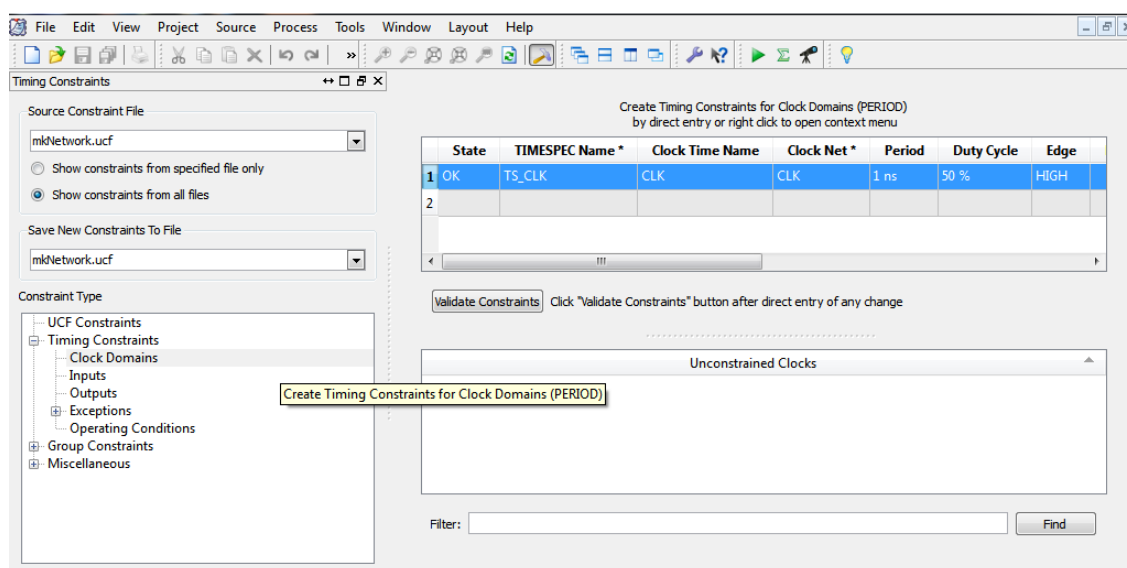 File Edit View Project Source Process Tools Window Layout Help
»
Timing Constraints
Source Constraint File
mkNetwork.ucf
Show constraints from specified file only
Show constraints from all files
Save New Constraints To File
mkNetwork.ucf
Constraint Type
UCF Constraints
Timing Constraints
Clock Domains
Inputs
Outputs
Exceptions
Operating Conditions
Group Constraints
Miscellaneous
Create Timing Constraints for Clock Domains (PERIOD)
by direct entry or right click to open context menu
State TIMESPEC Name * Clock Time Name Clock Net * Period Duty Cycle Edge
1 OK TS_CLK CLK CLK 1 ns 50 % HIGH
2
Validate Constraints Click "Validate Constraints" button after direct entry of any change
Unconstrained Clocks
Create Timing Constraints for Clock Domains (PERIOD)
Filter: Find